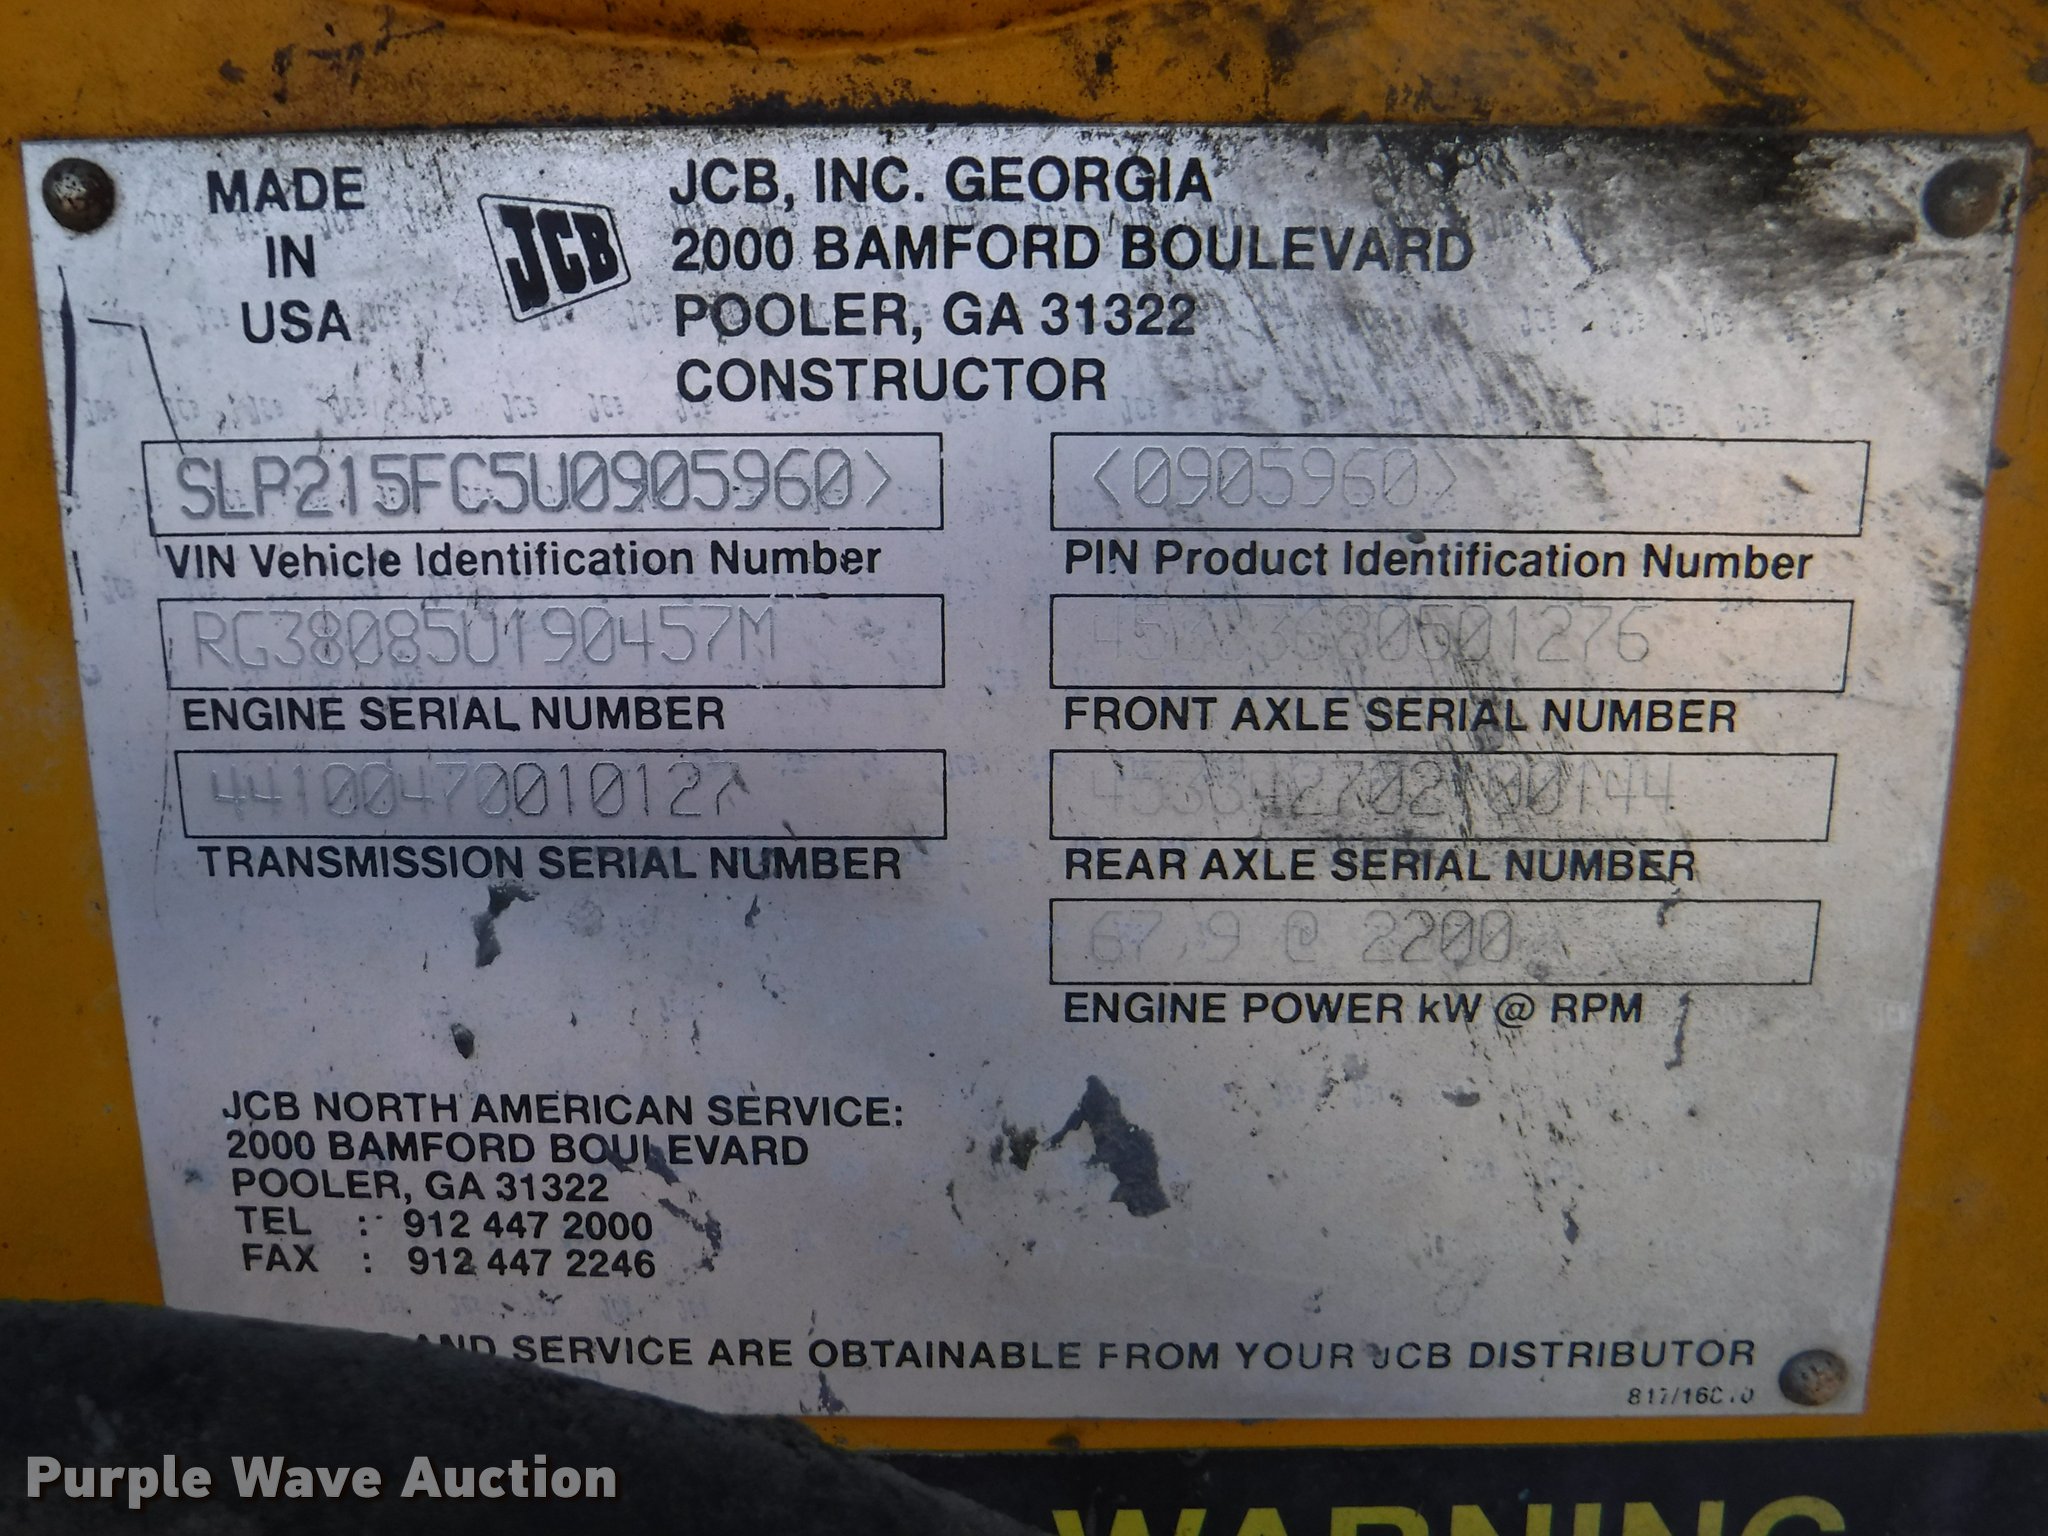 MADE
IN
USA
JCB
JCB, INC. GEORGIA
2000 BAMFORD BOULEVARD
POOLER, GA 31322
CONSTRUCTOR
SLP215FC5U0905960>
VIN Vehicle Identification Number
<0905960>
PIN Product Identification Number
RG38085U190457M
ENGINE SERIAL NUMBER
FRONT AXLE SERIAL NUMBER
44100470010127
TRANSMISSION SERIAL NUMBER
REAR AXLE SERIAL NUMBER
67.9 @ 2200
ENGINE POWER kW @ RPM
JCB NORTH AMERICAN SERVICE:
2000 BAMFORD BOULEVARD
POOLER, GA 31322
TEL : 912 447 2000
FAX : 912 447 2246
AND SERVICE ARE OBTAINABLE FROM YOUR JCB DISTRIBUTOR
Purple Wave Auction
WARNING